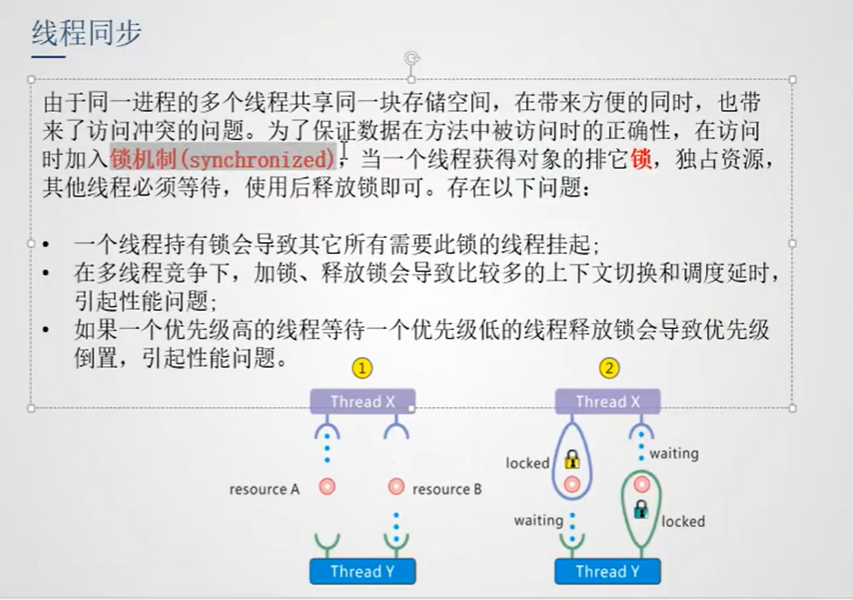 线程同步
由于同一进程的多个线程共享同一块存储空间，在带来方便的同时，也带
来了访问冲突的问题。为了保证数据在方法中被访问时的正确性，在访问
时加入锁机制(synchronized)，当一个线程获得对象的排它锁，独占资源，
其他线程必须等待，使用后释放锁即可。存在以下问题：
• 一个线程持有锁会导致其它所有需要此锁的线程挂起;
• 在多线程竞争下，加锁、释放锁会导致比较多的上下文切换和调度延时，
引起性能问题;
• 如果一个优先级高的线程等待一个优先级低的线程释放锁会导致优先级
倒置，引起性能问题。
1
2
Thread X
Thread X
waiting
locked
resource A
resource B
waiting
locked
Thread Y
Thread Y